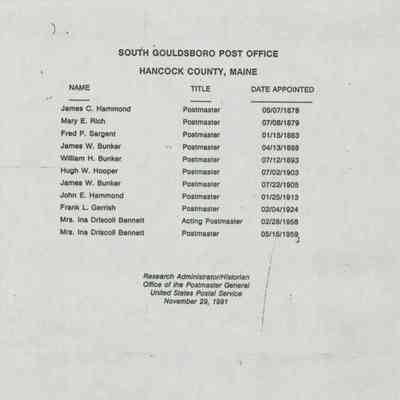 SOUTH GOULDSBORO POST OFFICE
HANCOCK COUNTY, MAINE
NAME TITLE DATE APPOINTED
James C. Hammond Postmaster 05/07/1878
Mary E. Rich Postmaster 07/08/1879
Fred P. Sargent Postmaster 01/15/1883
James W. Bunker Postmaster 04/13/1888
William H. Bunker Postmaster 07/12/1893
Hugh W. Hooper Postmaster 07/02/1903
James W. Bunker Postmaster 07/22/1905
John E. Hammond Postmaster 01/25/1913
Frank L. Gerrish Postmaster 02/04/1924
Mrs. Ina Driscoll Bennett Acting Postmaster 02/28/1958
Mrs. Ina Driscoll Bennett Postmaster 05/15/1959
Research Administrator/Historian
Office of the Postmaster General
United States Postal Service
November 29, 1991